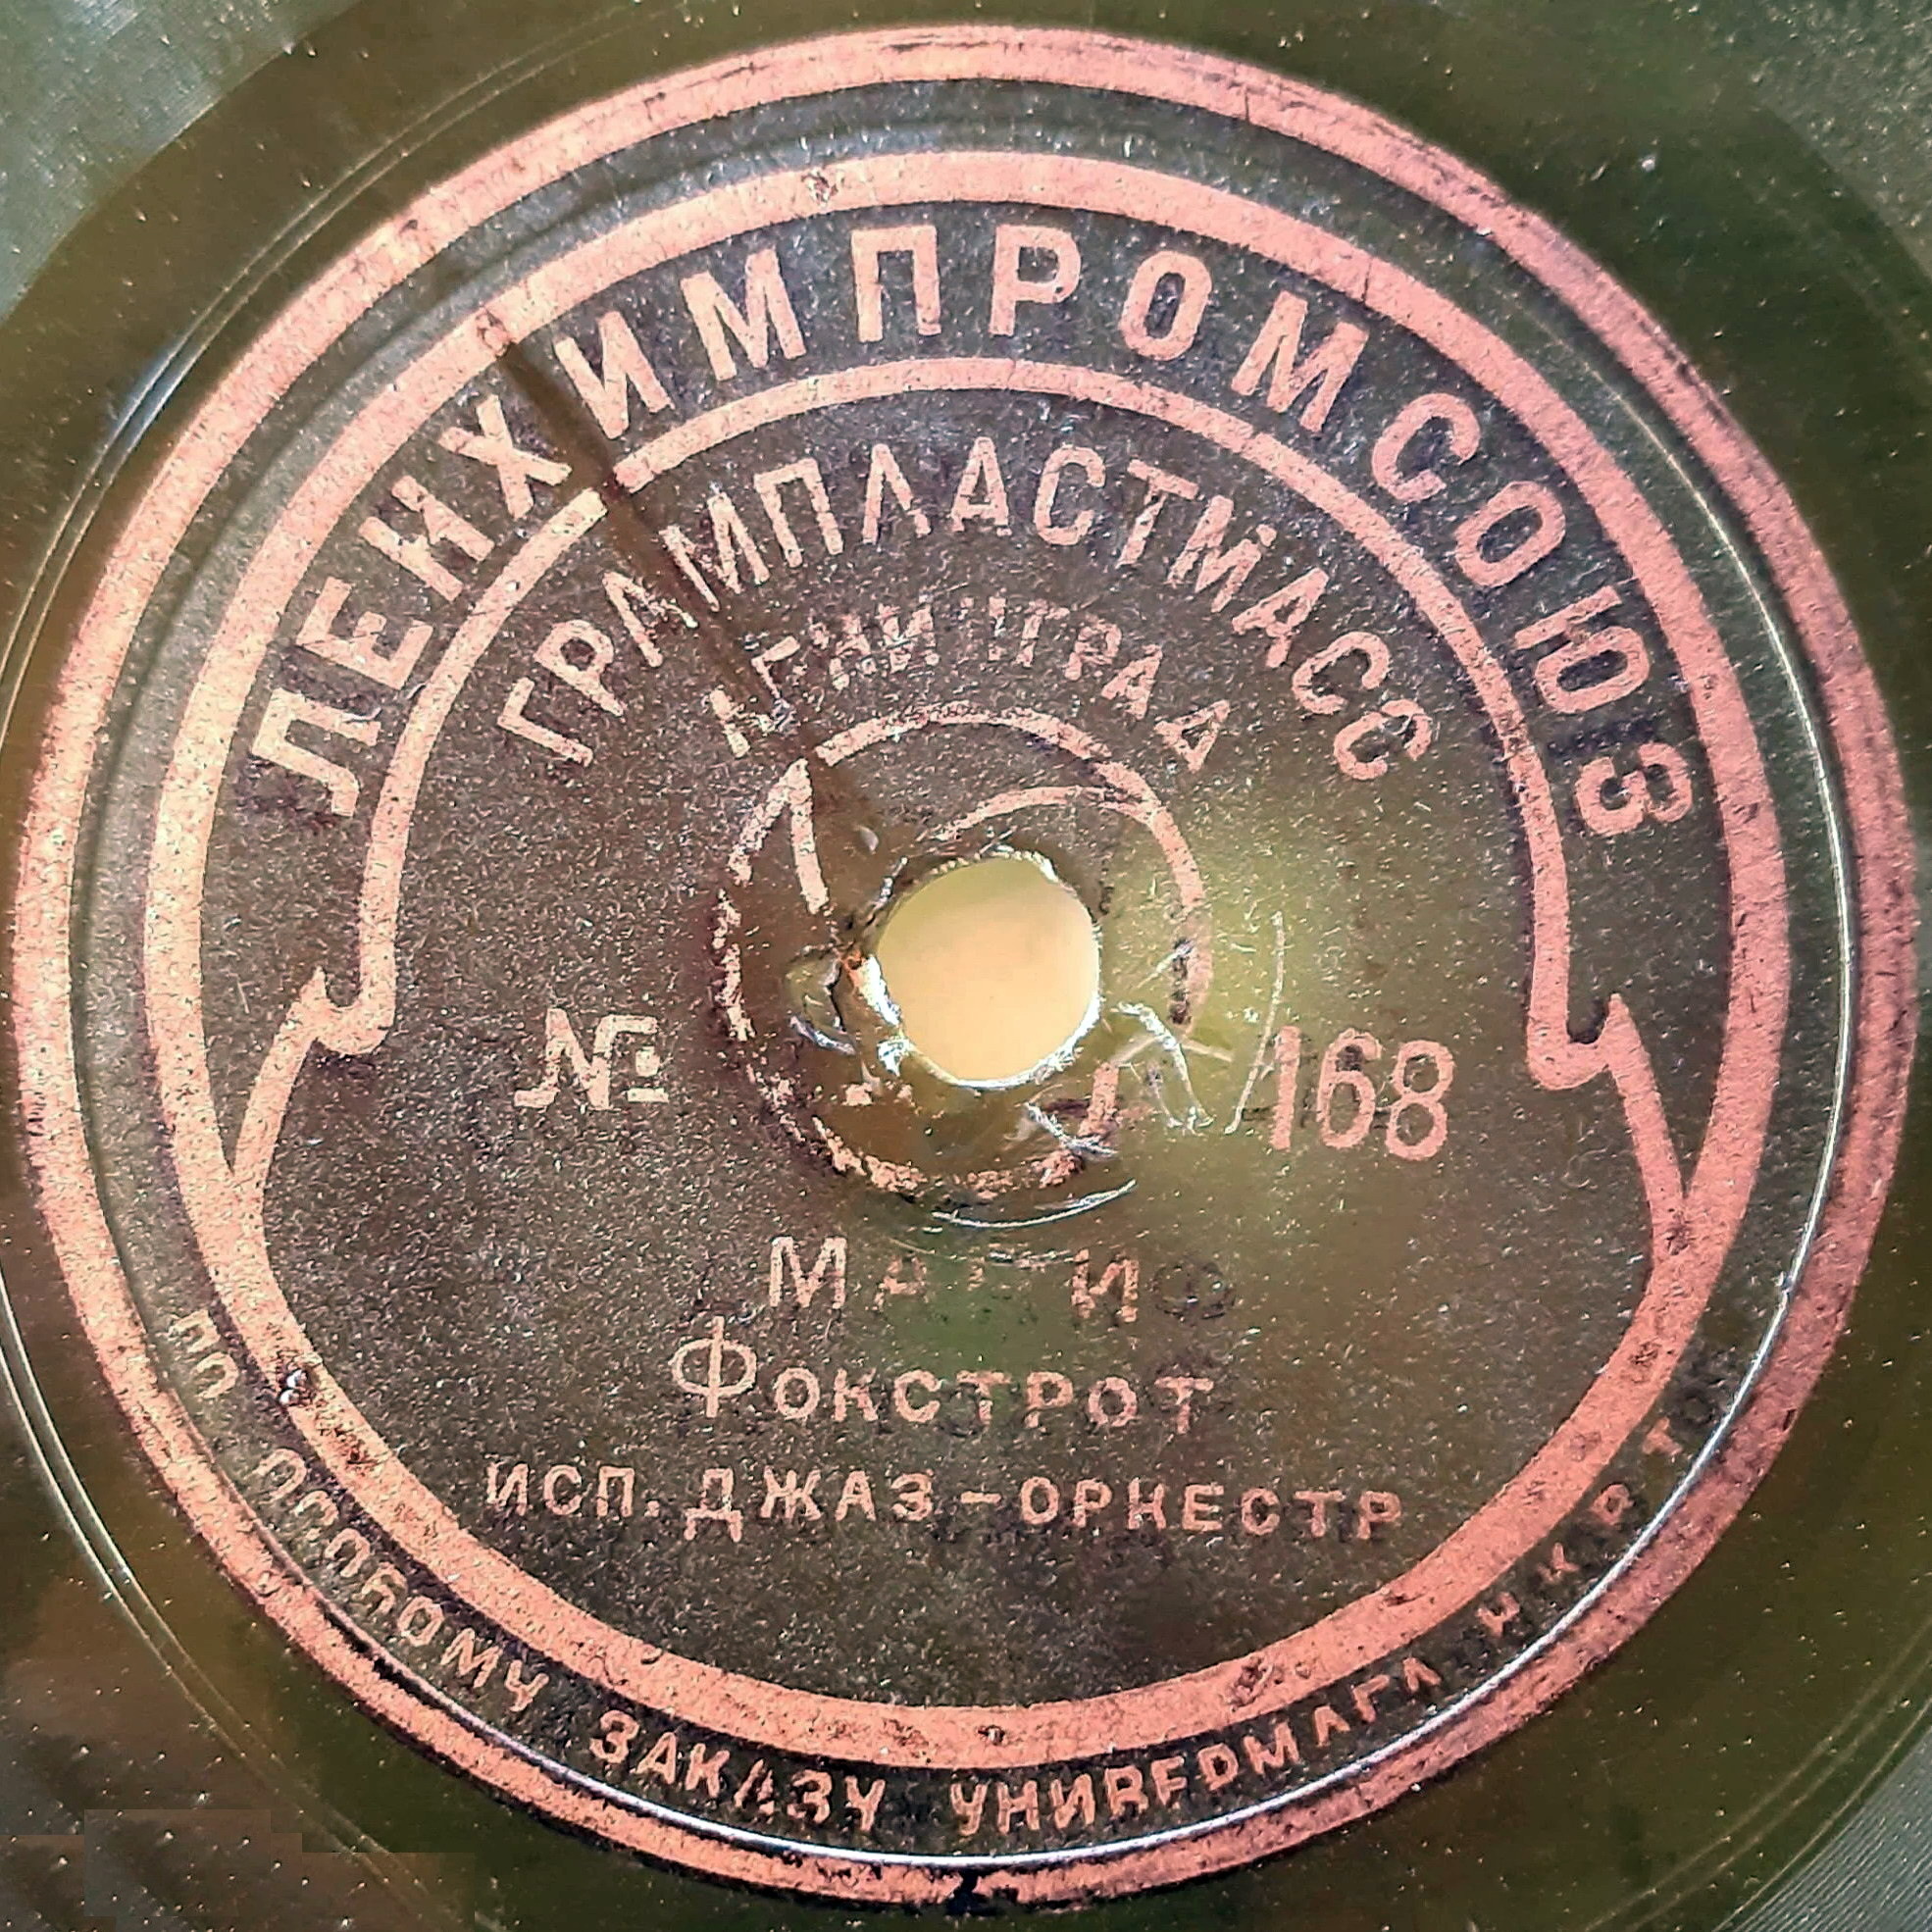 ЛЕНХИМПРОМСОЮЗ
ГРАМПЛАСТМАСС
ЛЕНИНГРАД
№ 168
Фокстрот
ИСП. ДЖАЗ-ОРКЕСТР
ПО ОСОБОМУ ЗАКАЗУ УНИВЕРМАГА